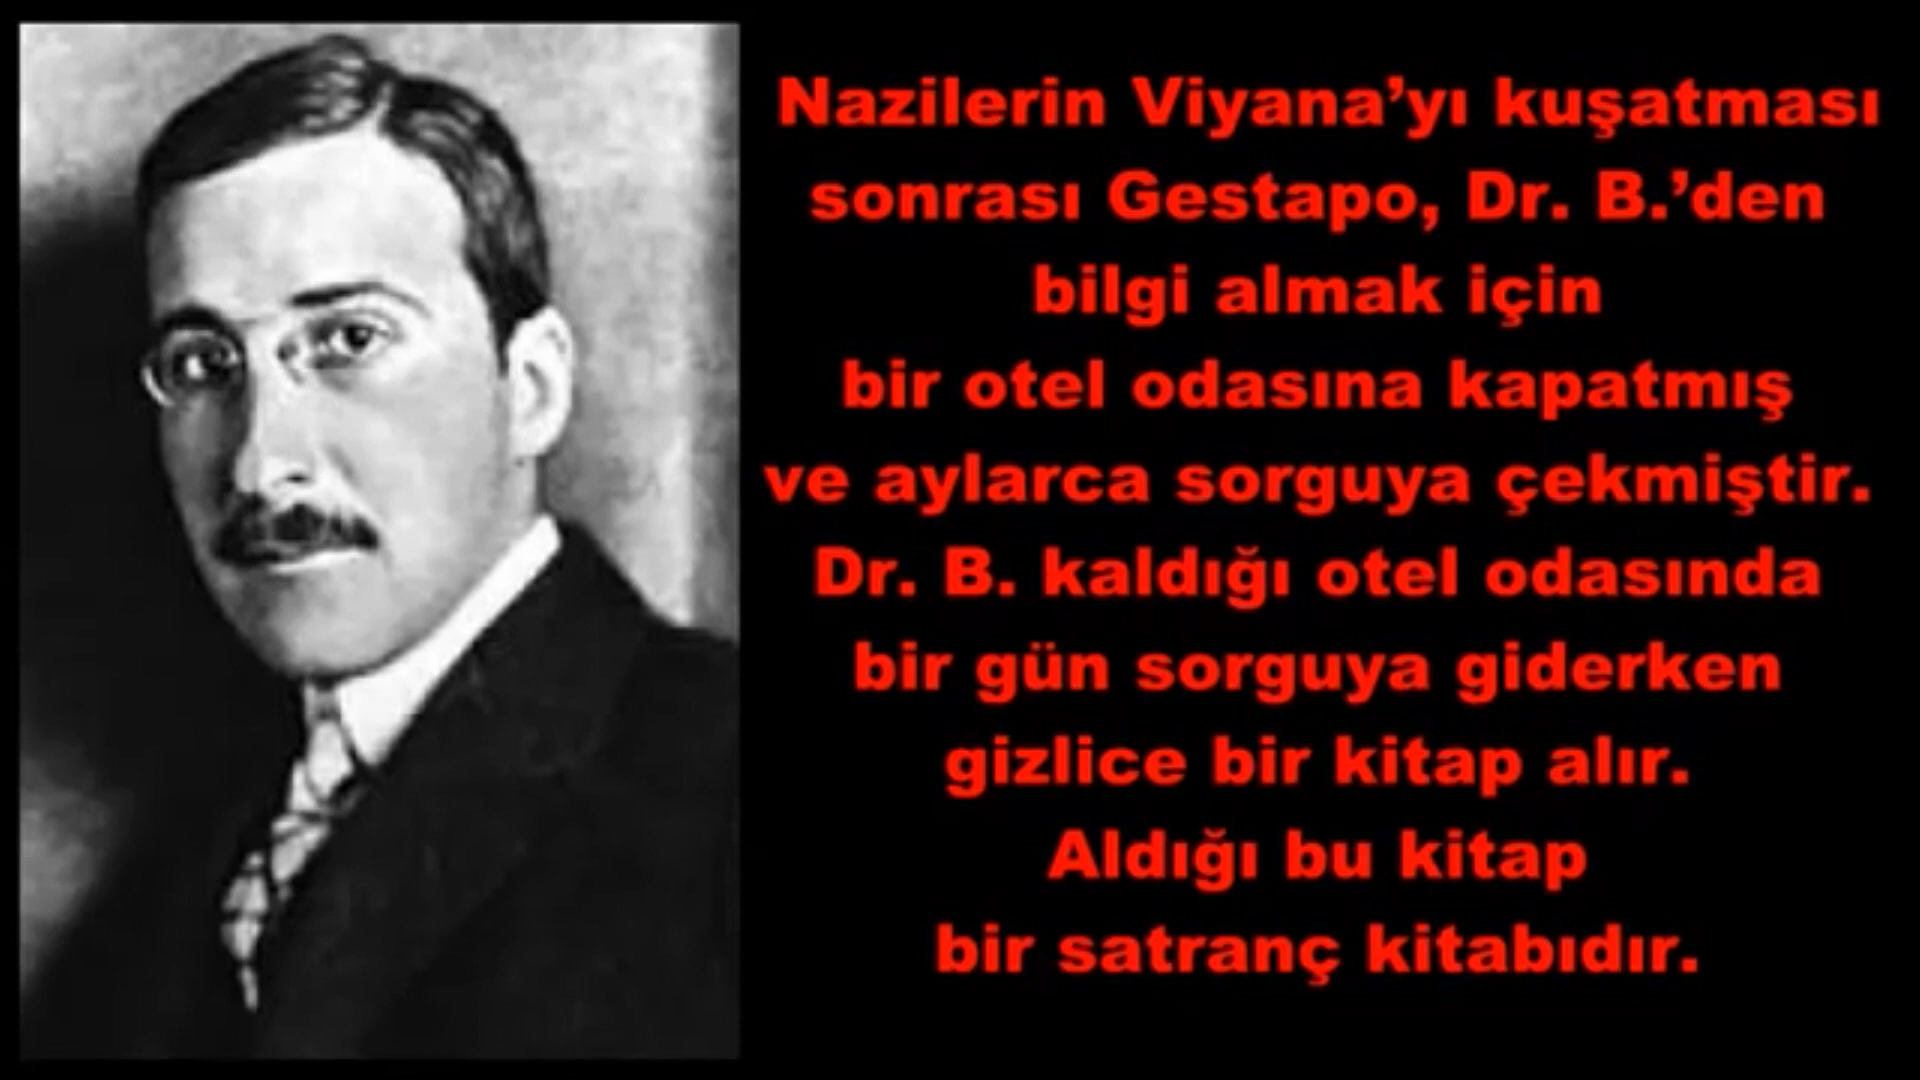 Nazilerin Viyana’yı kuşatması
sonrası Gestapo, Dr. B.’den
bilgi almak için
bir otel odasına kapatmış
ve aylarca sorguya çekmiştir.
Dr. B. kaldığı otel odasında
bir gün sorguya giderken
gizlice bir kitap alır.
Aldığı bu kitap
bir satranç kitabıdır.